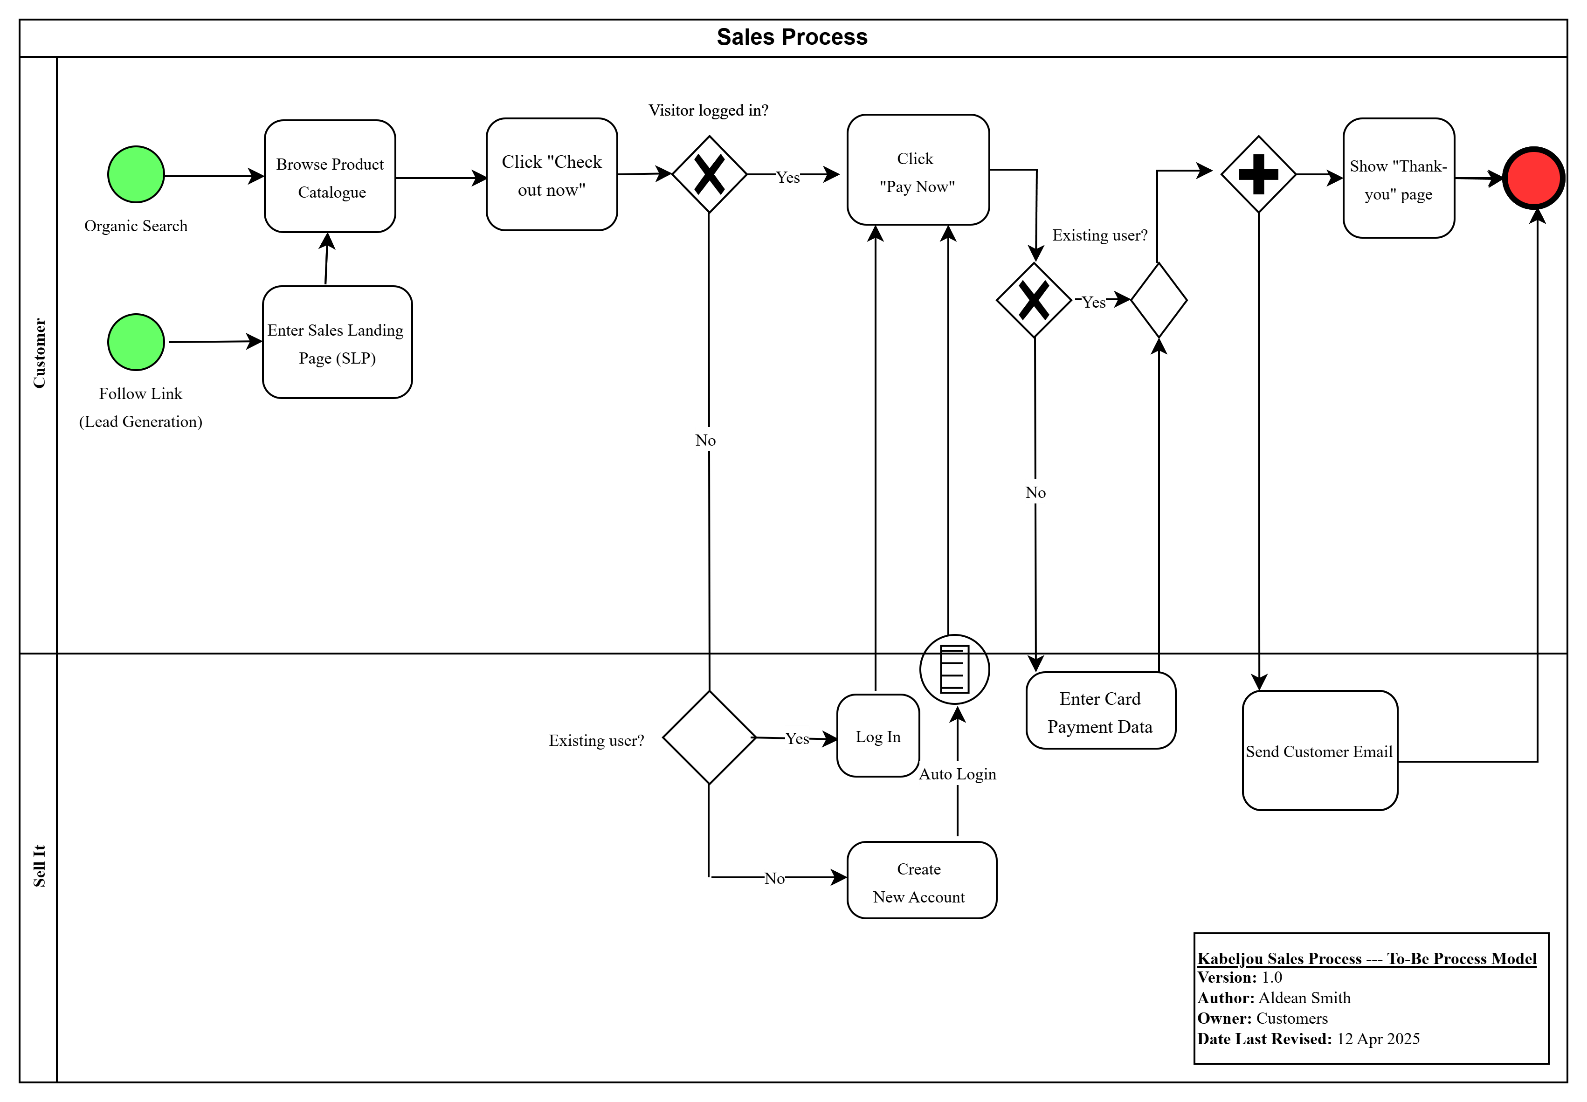 Sales Process
Customer
Organic Search
Follow Link
(Lead Generation)
Browse Product
Catalogue
Enter Sales Landing
Page (SLP)
Click "Check
out now"
Visitor logged in?
Yes
No
Click
"Pay Now"
Existing user?
Yes
No
Show "Thank-
you" page
Sell It
Existing user?
Yes
Log In
No
Create
New Account
Auto Login
Enter Card
Payment Data
Send Customer Email
Kabeljou Sales Process --- To-Be Process Model
Version: 1.0
Author: Aldean Smith
Owner: Customers
Date Last Revised: 12 Apr 2025